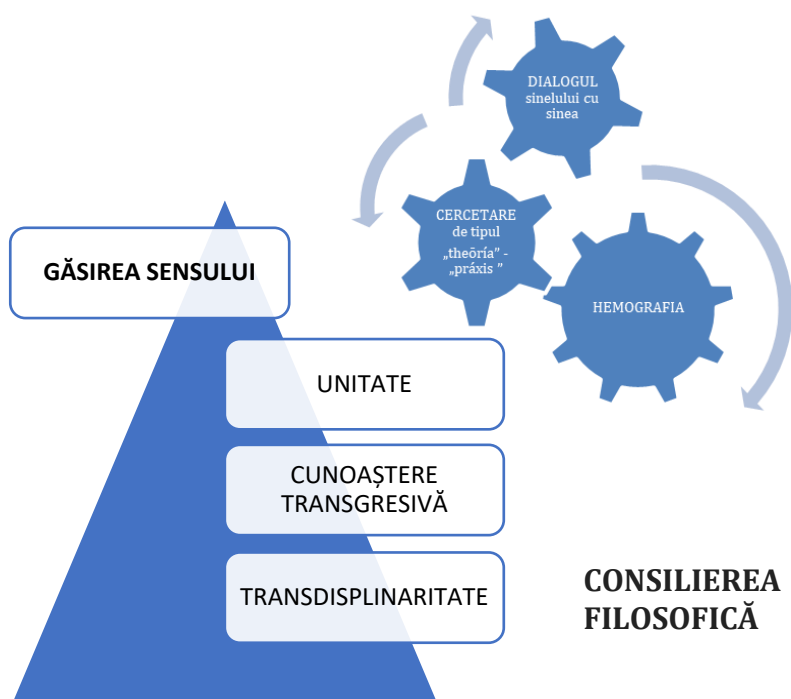 DIALOGUL
sinelului cu
sinea
CERCETARE
de tipul
„theōría” -
„práxis ”
HEMOGRAFIA
GĂSIREA SENSULUI
UNITATE
CUNOAȘTERE
TRANSGRESIVĂ
TRANSDISPLINARITATE
CONSILIEREA
FILOSOFICĂ